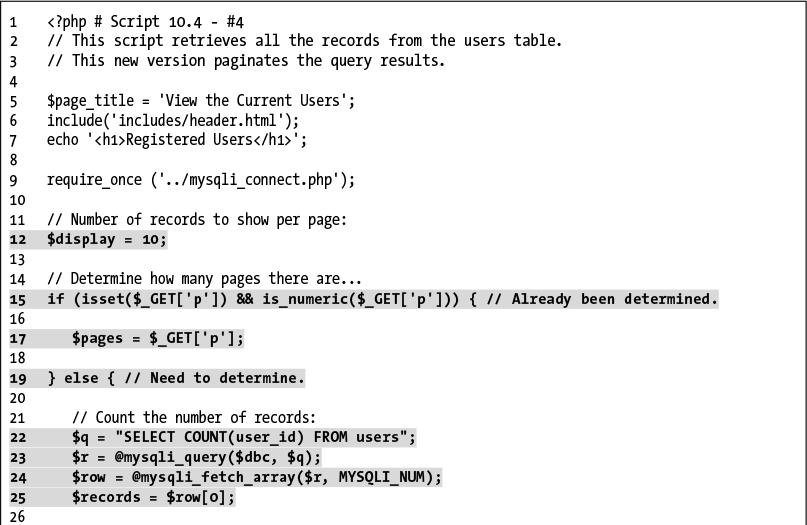 1 <?php # Script 10.4 - #4
2 // This script retrieves all the records from the users table.
3 // This new version paginates the query results.
4
5 $page_title = 'View the Current Users';
6 include('includes/header.html');
7 echo '<h1>Registered Users</h1>';
8
9 require_once ('../mysqli_connect.php');
10
11 // Number of records to show per page:
12 $display = 10;
13
14 // Determine how many pages there are...
15 if (isset($_GET['p']) && is_numeric($_GET['p'])) { // Already been determined.
16
17 $pages = $_GET['p'];
18
19 } else { // Need to determine.
20
21 // Count the number of records:
22 $q = "SELECT COUNT(user_id) FROM users";
23 $r = @mysqli_query($dbc, $q);
24 $row = @mysqli_fetch_array($r, MYSQLI_NUM);
25 $records = $row[0];
26